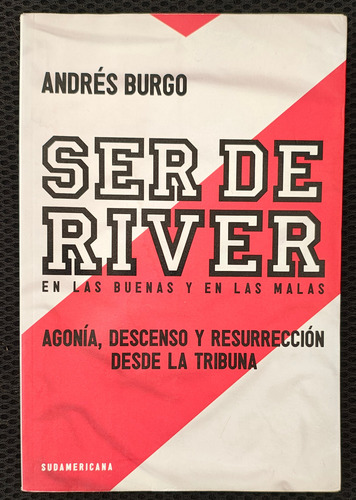 ANDRÉS BURGO
SER DE
RIVER
EN LAS BUENAS Y EN LAS MALAS
AGONÍA, DESCENSO Y RESURRECCIÓN
DESDE LA TRIBUNA
SUDAMERICANA